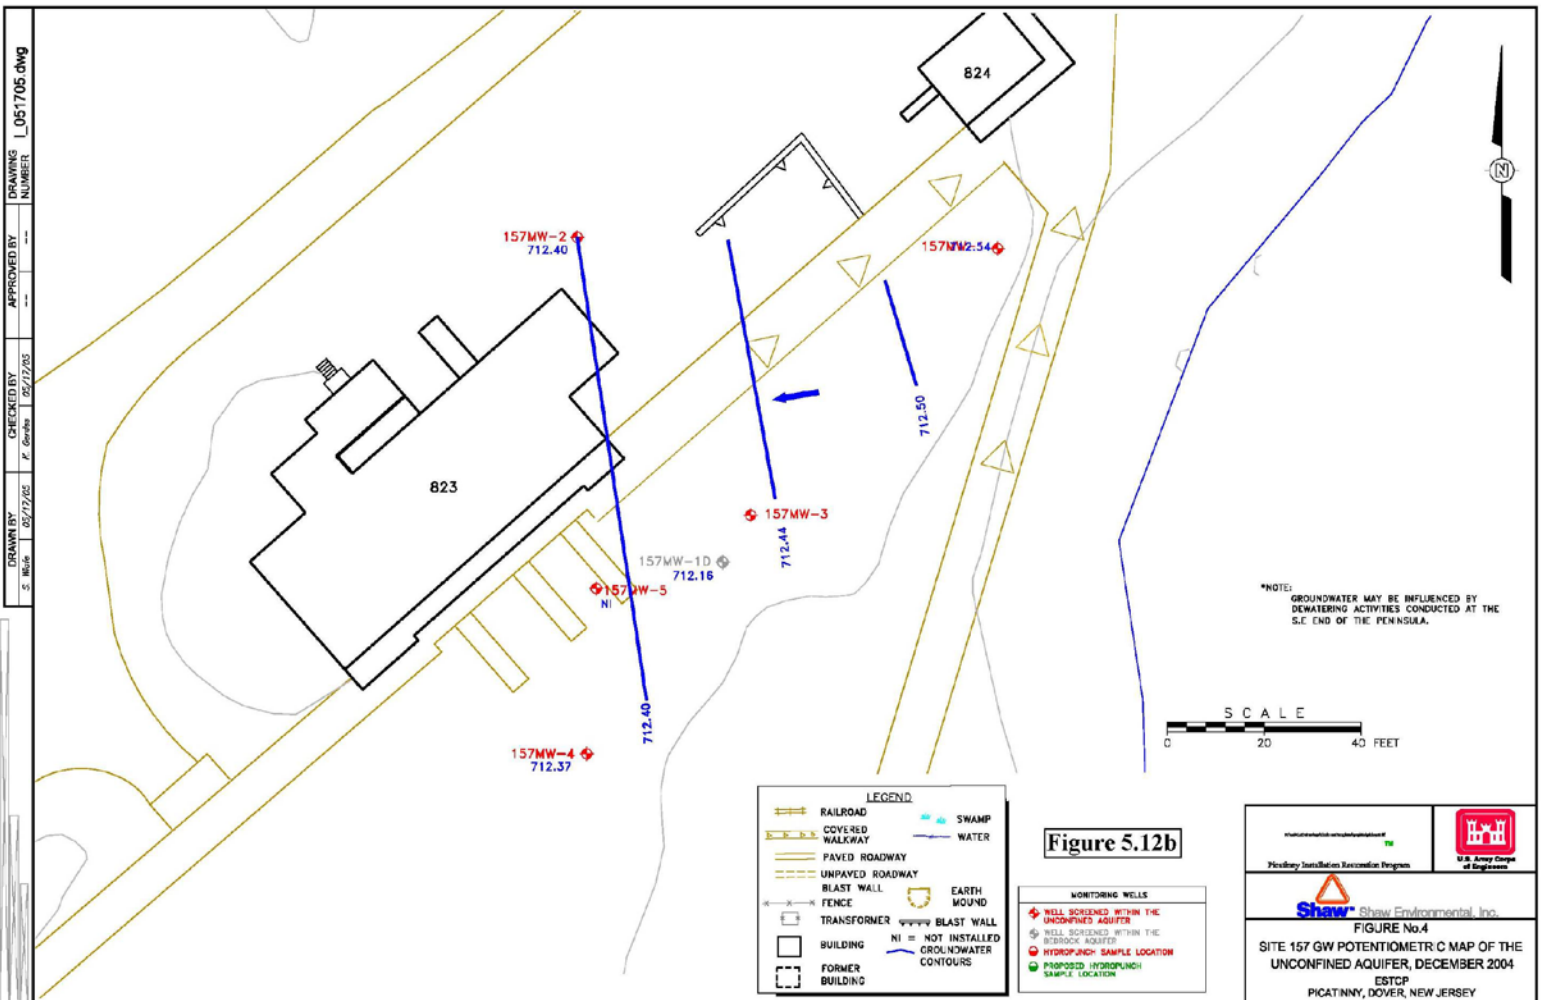 DRAWING
NUMBER
I_051705.dwg
APPROVED BY
--
--
CHECKED BY
K. Gerdes
05/17/05
DRAWN BY
05/17/05
824
157MW-2
712.40
712.54
823
712.50
157MW-3
712.44
157MW-1D
712.16
NI
712.40
157MW-4
712.37
N
*NOTE:
GROUNDWATER MAY BE INFLUENCED BY
DEWATERING ACTIVITIES CONDUCTED AT THE
S.E END OF THE PENINSULA.
SCALE
0 20 40 FEET
LEGEND
RAILROAD
COVERED
WALKWAY
PAVED ROADWAY
UNPAVED ROADWAY
BLAST WALL
FENCE
TRANSFORMER
BUILDING
FORMER
BUILDING
SWAMP
WATER
EARTH
MOUND
BLAST WALL
NI = NOT INSTALLED
GROUNDWATER
CONTOURS
Figure 5.12b
MONITORING WELLS
WELL SCREENED WITHIN THE
UNCONFINED AQUIFER
WELL SCREENED WITHIN THE
BEDROCK AQUIFER
HYDROPUNCH SAMPLE LOCATION
PROPOSED HYDROPUNCH
SAMPLE LOCATION
TM
Picatinny Installation Restoration Program
U.S. Army Corps
of Engineers
Shaw™ Shaw Environmental, Inc.
FIGURE No.4
SITE 157 GW POTENTIOMETRIC MAP OF THE
UNCONFINED AQUIFER, DECEMBER 2004
ESTCP
PICATINNY, DOVER, NEW JERSEY